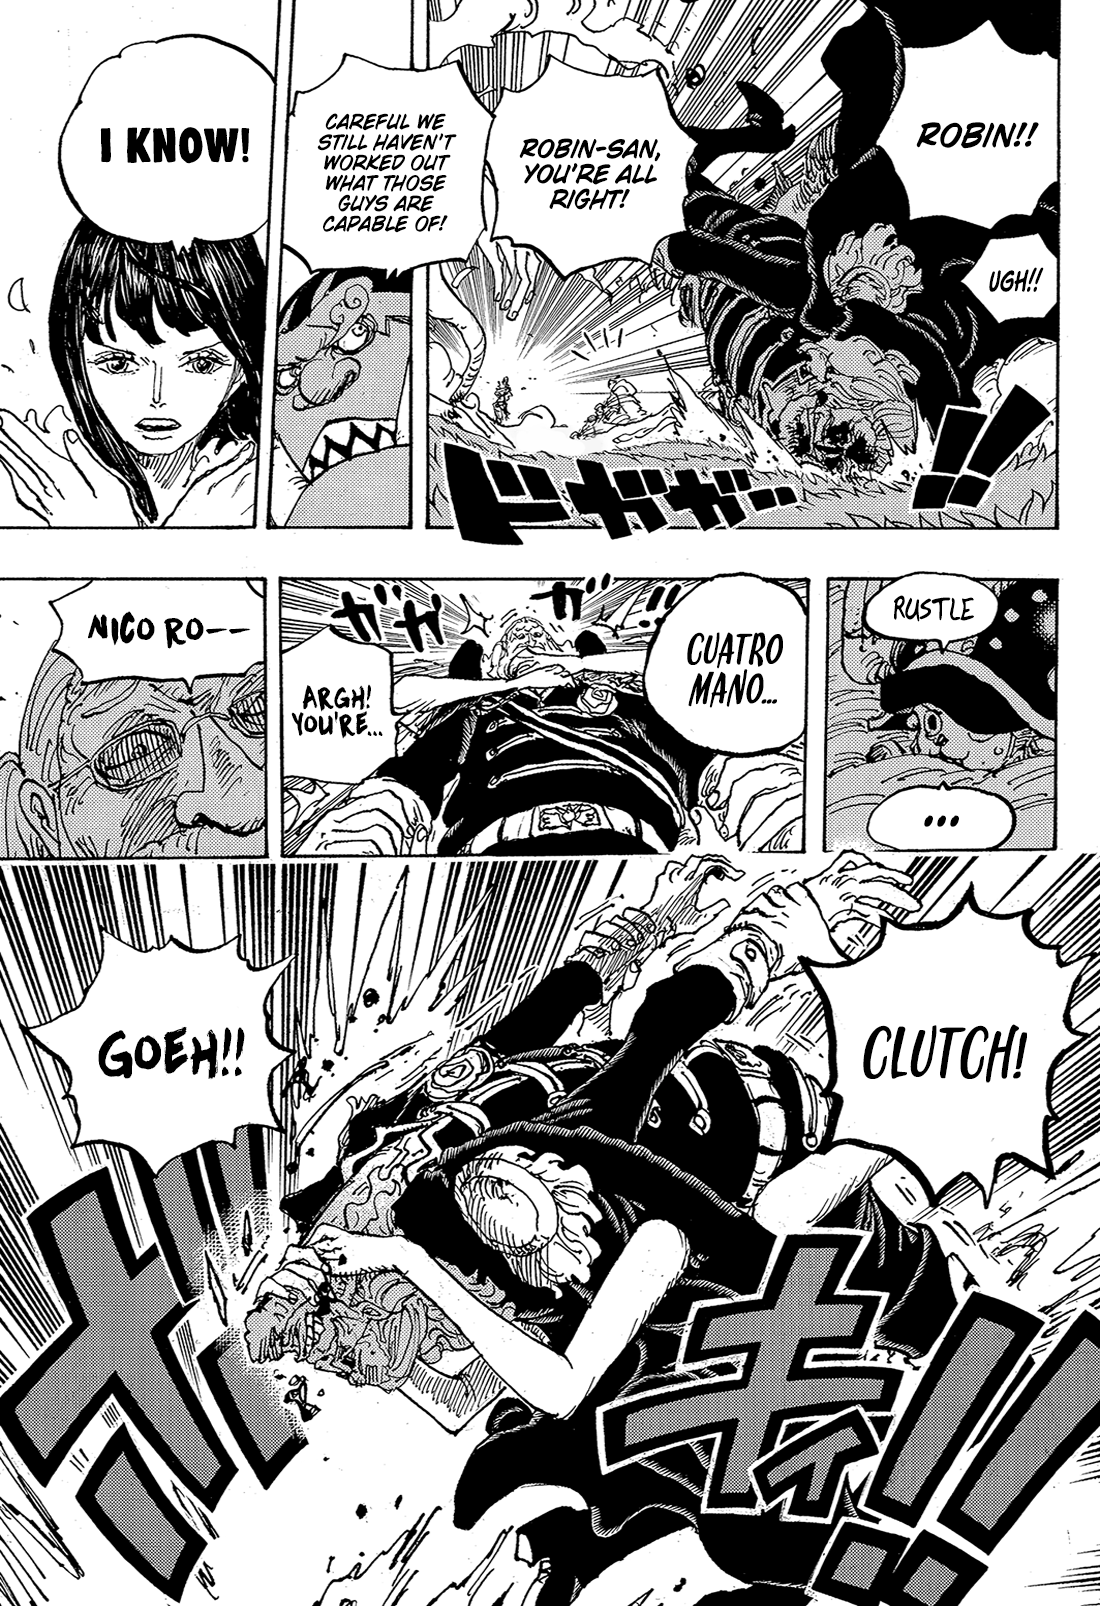 ROBIN!!
UGH!!
ROBIN-SAN,
YOU'RE ALL
RIGHT!
ドガガガ…
!!
CAREFUL WE
STILL HAVEN'T
WORKED OUT
WHAT THOSE
GUYS ARE
CAPABLE OF!
I KNOW!
RUSTLE
...
CUATRO
MANO...
ガガガ!!
ARGH!
YOU'RE...
NICO RO--
CLUTCH!
GOEH!!
メキィ!!